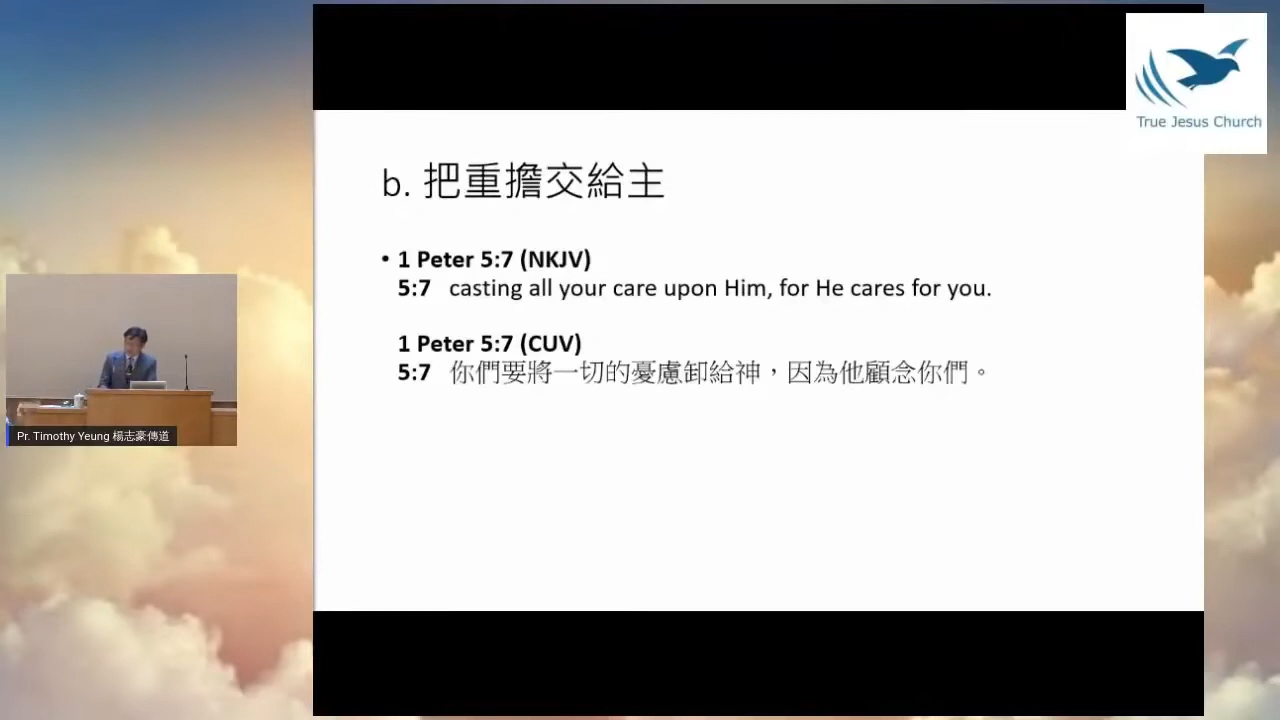 True Jesus Church
b. 把重擔交給主
• 1 Peter 5:7 (NKJV)
5:7 casting all your care upon Him, for He cares for you.
1 Peter 5:7 (CUV)
5:7 你們要將一切的憂慮卸給神，因為他顧念你們。
Pr. Timothy Yeung 楊志豪傳道